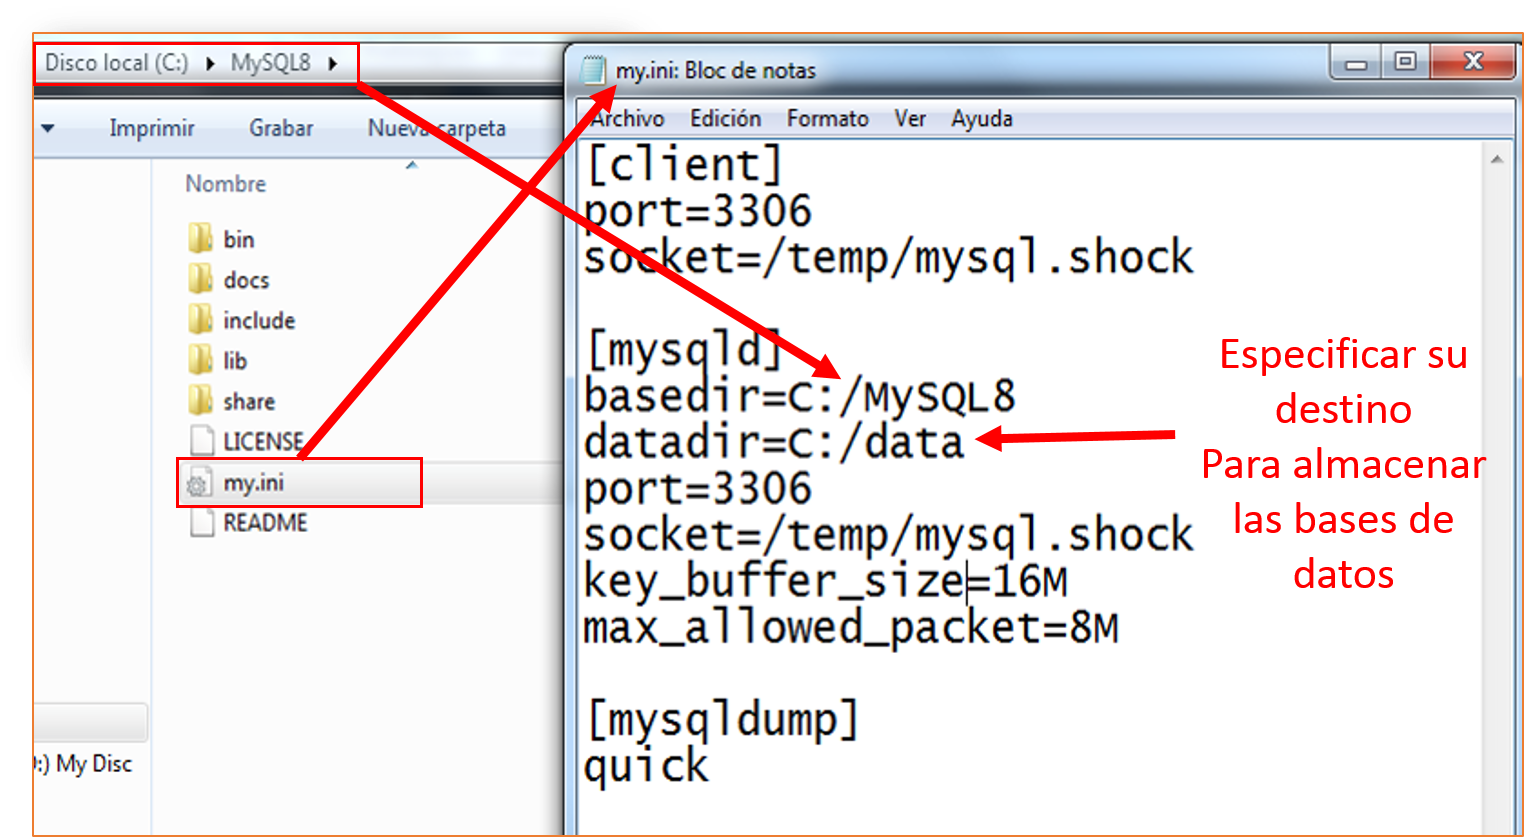 Disco local (C:) MySQL8
Imprimir Grabar Nueva carpeta
Nombre
bin
docs
include
lib
share
LICENSE
my.ini
README
:) My Disc
my.ini: Bloc de notas
Archivo Edición Formato Ver Ayuda
[client]
port=3306
socket=/temp/mysql.shock
[mysqld]
basedir=C:/MySQL8
datadir=C:/data
port=3306
socket=/temp/mysql.shock
key_buffer_size=16M
max_allowed_packet=8M
[mysqldump]
quick
Especificar su
destino
Para almacenar
las bases de
datos